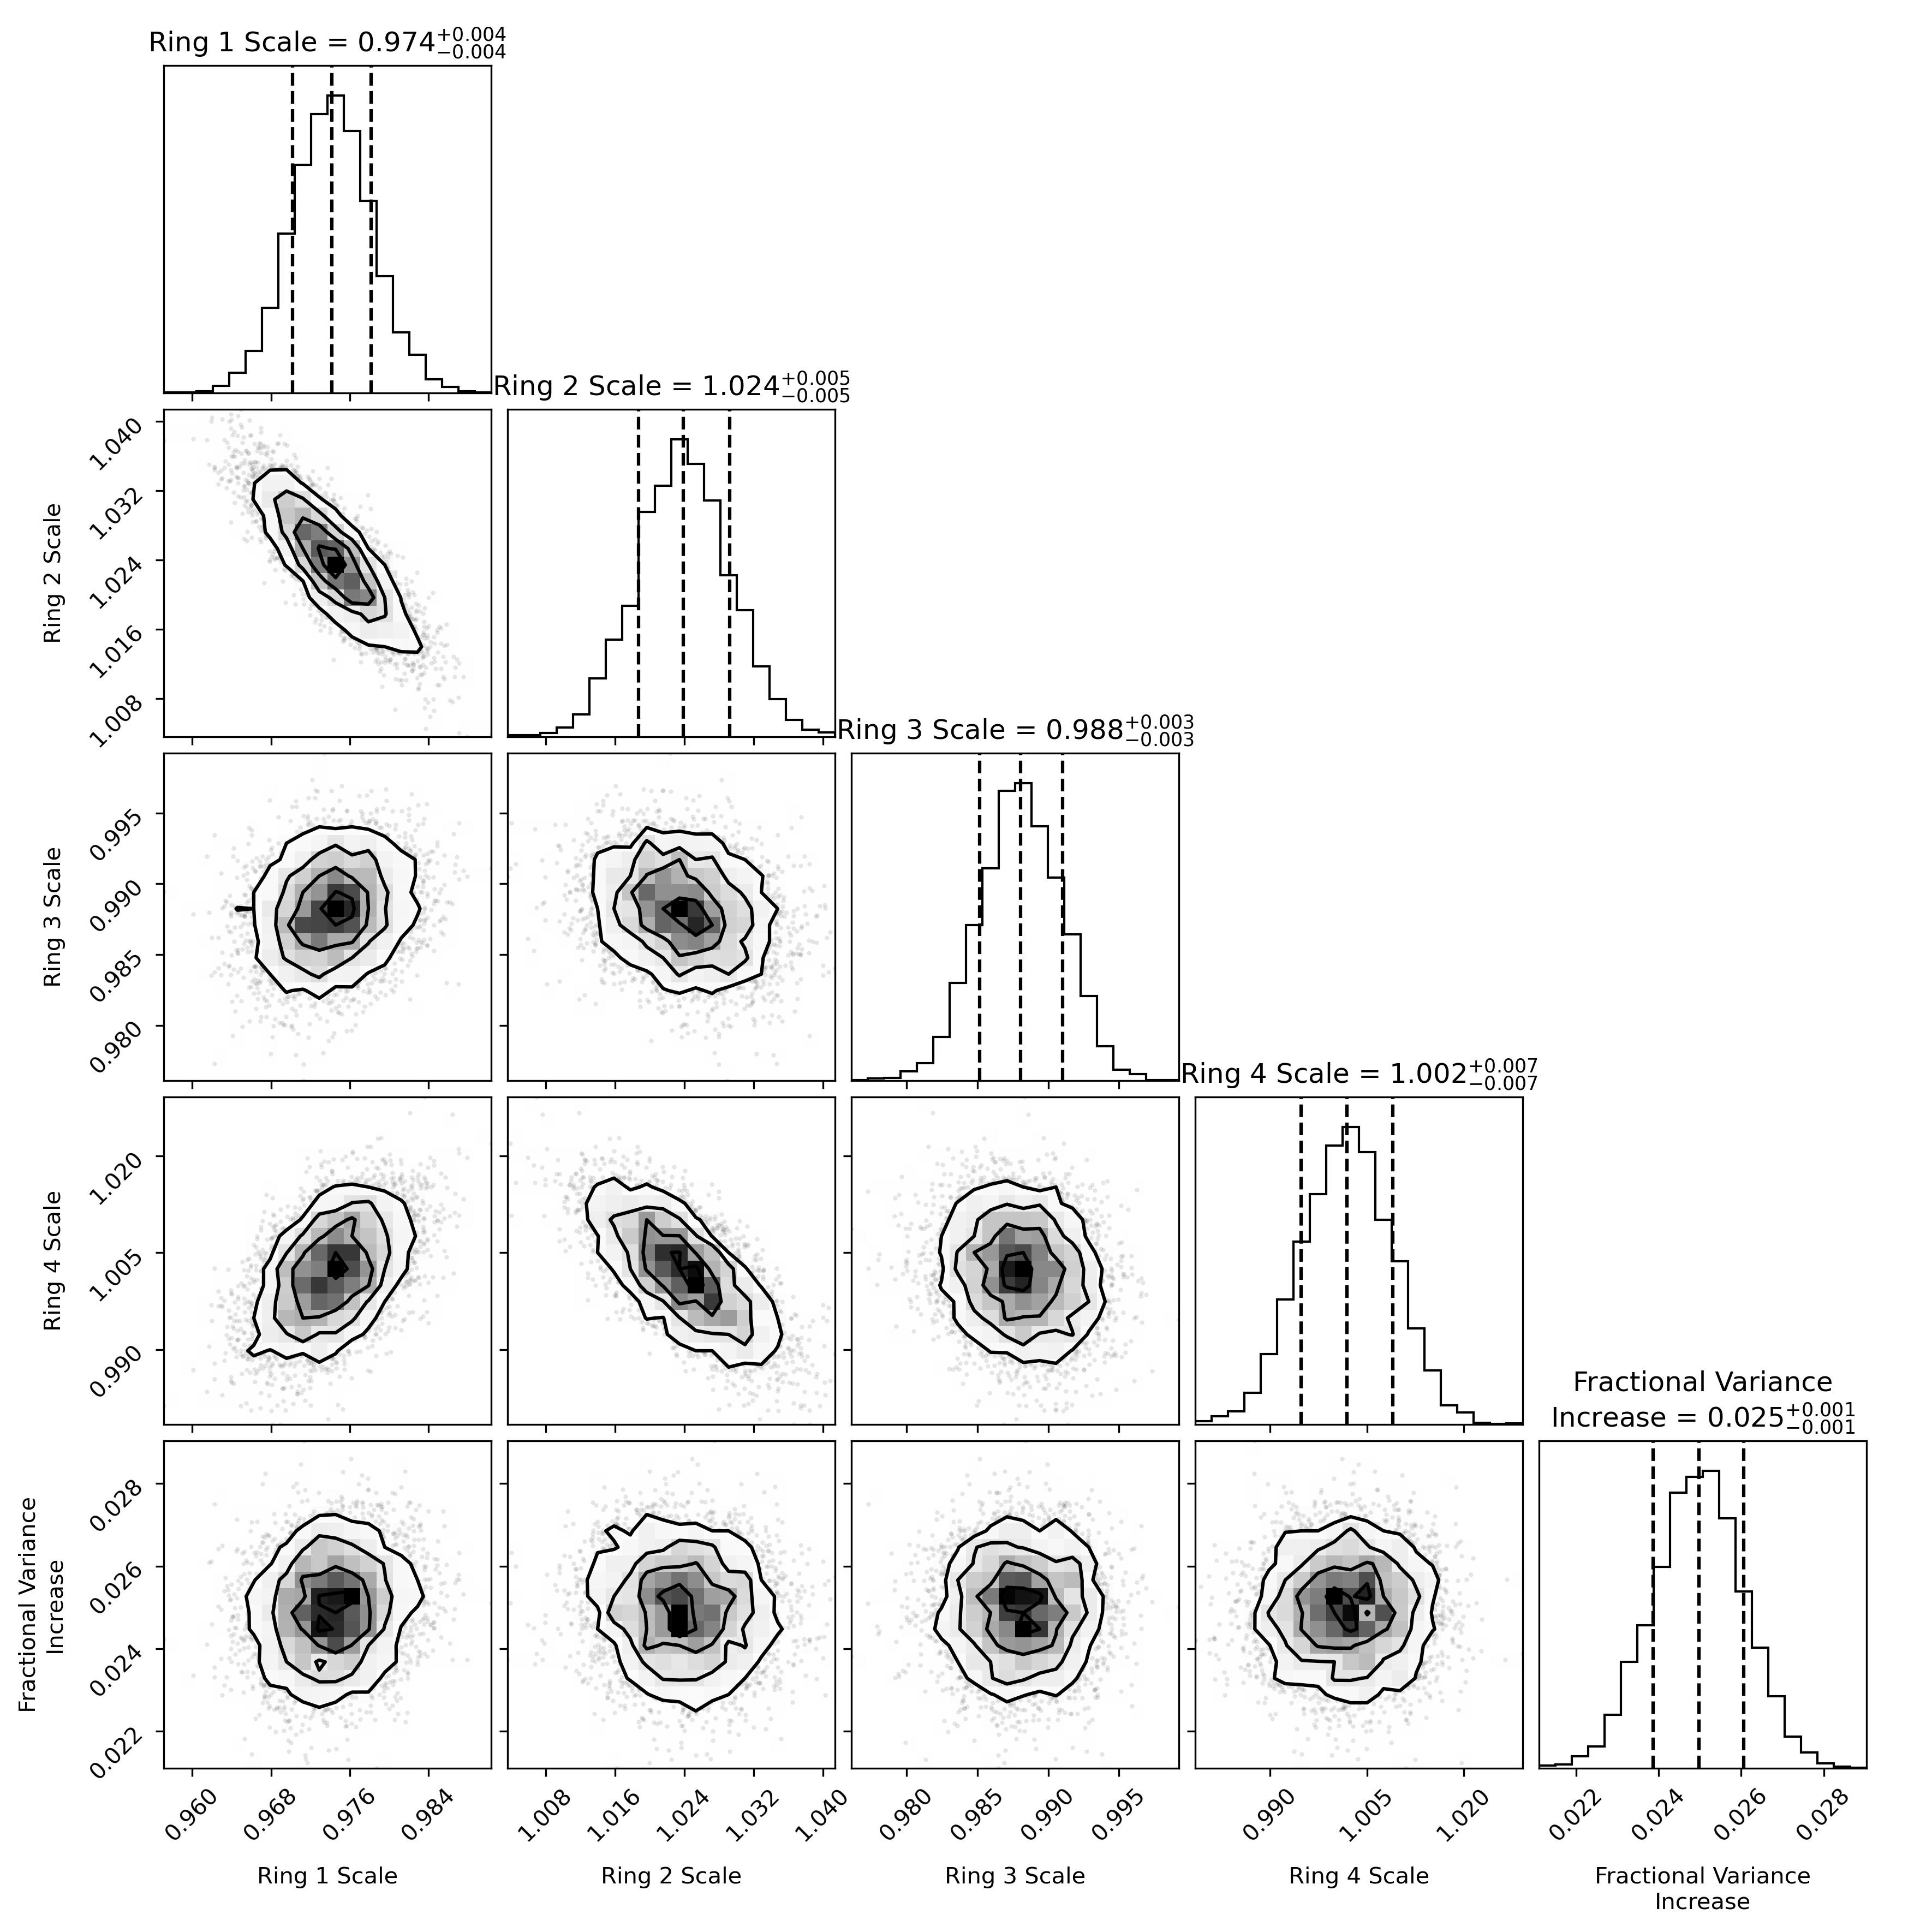 Ring 1 Scale = 0.974+0.004 −0.004
Ring 2 Scale = 1.024+0.005 −0.005
1.040
1.032
1.024
1.016
1.008
Ring 2 Scale
Ring 3 Scale = 0.988+0.003 −0.003
0.995
0.990
0.985
0.980
Ring 3 Scale
Ring 4 Scale = 1.002+0.007 −0.007
1.020
1.005
0.990
Ring 4 Scale
Fractional Variance
Increase = 0.025+0.001 −0.001
0.028
0.026
0.024
0.022
Fractional Variance
Increase
0.960 0.968 0.976 0.984
1.008 1.016 1.024 1.032 1.040
0.980 0.985 0.990 0.995
0.990 1.005 1.020
0.022 0.024 0.026 0.028
Ring 1 Scale
Ring 2 Scale
Ring 3 Scale
Ring 4 Scale
Fractional Variance
Increase